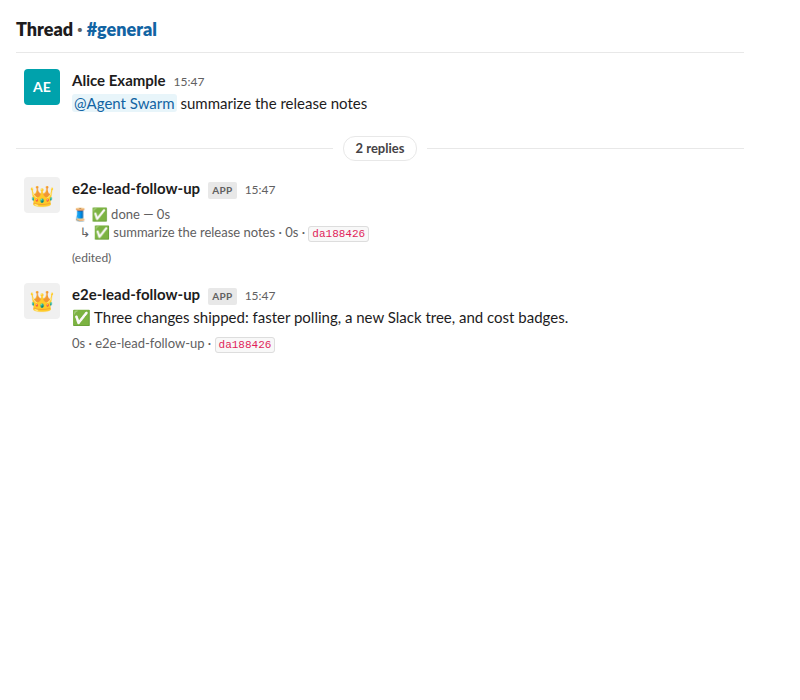 Thread • #general
AE
Alice Example 15:47
@Agent Swarm summarize the release notes
2 replies
e2e-lead-follow-up APP 15:47
🧵 ✅ done — 0s
↳ ✅ summarize the release notes · 0s · da188426
(edited)
e2e-lead-follow-up APP 15:47
✅ Three changes shipped: faster polling, a new Slack tree, and cost badges.
0s · e2e-lead-follow-up · da188426